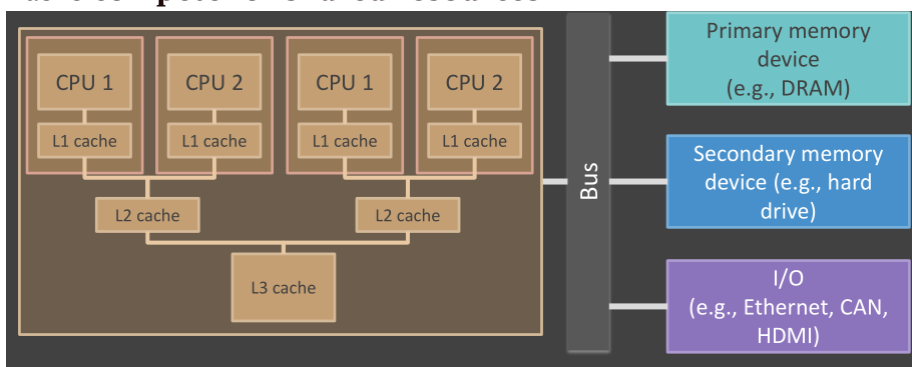 CPU 1
CPU 2
CPU 1
CPU 2
L1 cache
L1 cache
L1 cache
L1 cache
L2 cache
L2 cache
L3 cache
Bus
Primary memory
device
(e.g., DRAM)
Secondary memory
device (e.g., hard
drive)
I/O
(e.g., Ethernet, CAN,
HDMI)